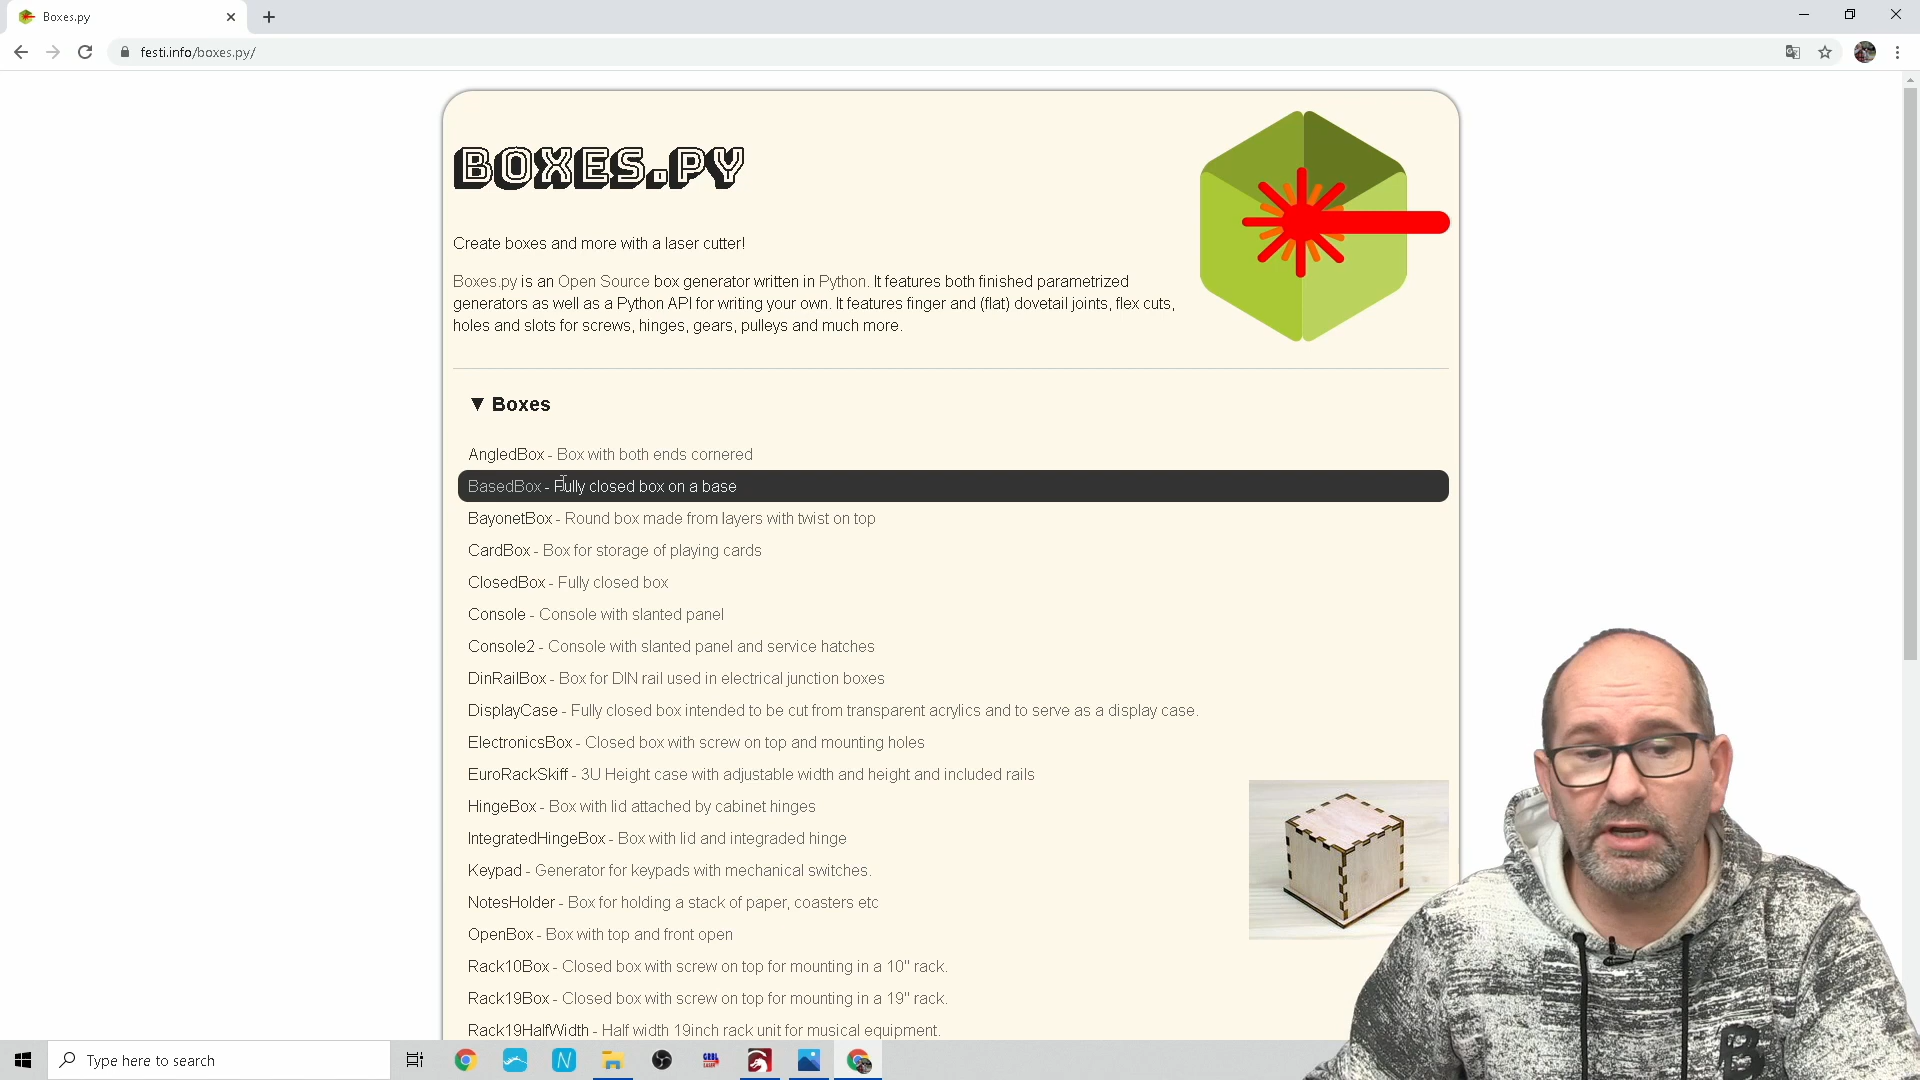 Boxes.py
festi.info/boxes.py/
BOXES.PY
Create boxes and more with a laser cutter!
Boxes.py is an Open Source box generator written in Python. It features both finished parametrized
generators as well as a Python API for writing your own. It features finger and (flat) dovetail joints, flex cuts,
holes and slots for screws, hinges, gears, pulleys and much more.
▼ Boxes
AngledBox - Box with both ends cornered
BasedBox - Fully closed box on a base
BayonetBox - Round box made from layers with twist on top
CardBox - Box for storage of playing cards
ClosedBox - Fully closed box
Console - Console with slanted panel
Console2 - Console with slanted panel and service hatches
DinRailBox - Box for DIN rail used in electrical junction boxes
DisplayCase - Fully closed box intended to be cut from transparent acrylics and to serve as a display case.
ElectronicsBox - Closed box with screw on top and mounting holes
EuroRackSkiff - 3U Height case with adjustable width and height and included rails
HingeBox - Box with lid attached by cabinet hinges
IntegratedHingeBox - Box with lid and integraded hinge
Keypad - Generator for keypads with mechanical switches.
NotesHolder - Box for holding a stack of paper, coasters etc
OpenBox - Box with top and front open
Rack10Box - Closed box with screw on top for mounting in a 10" rack.
Rack19Box - Closed box with screw on top for mounting in a 19" rack.
Rack19HalfWidth - Half width 19inch rack unit for musical equipment.
Type here to search
N
GRBL
LASER
B